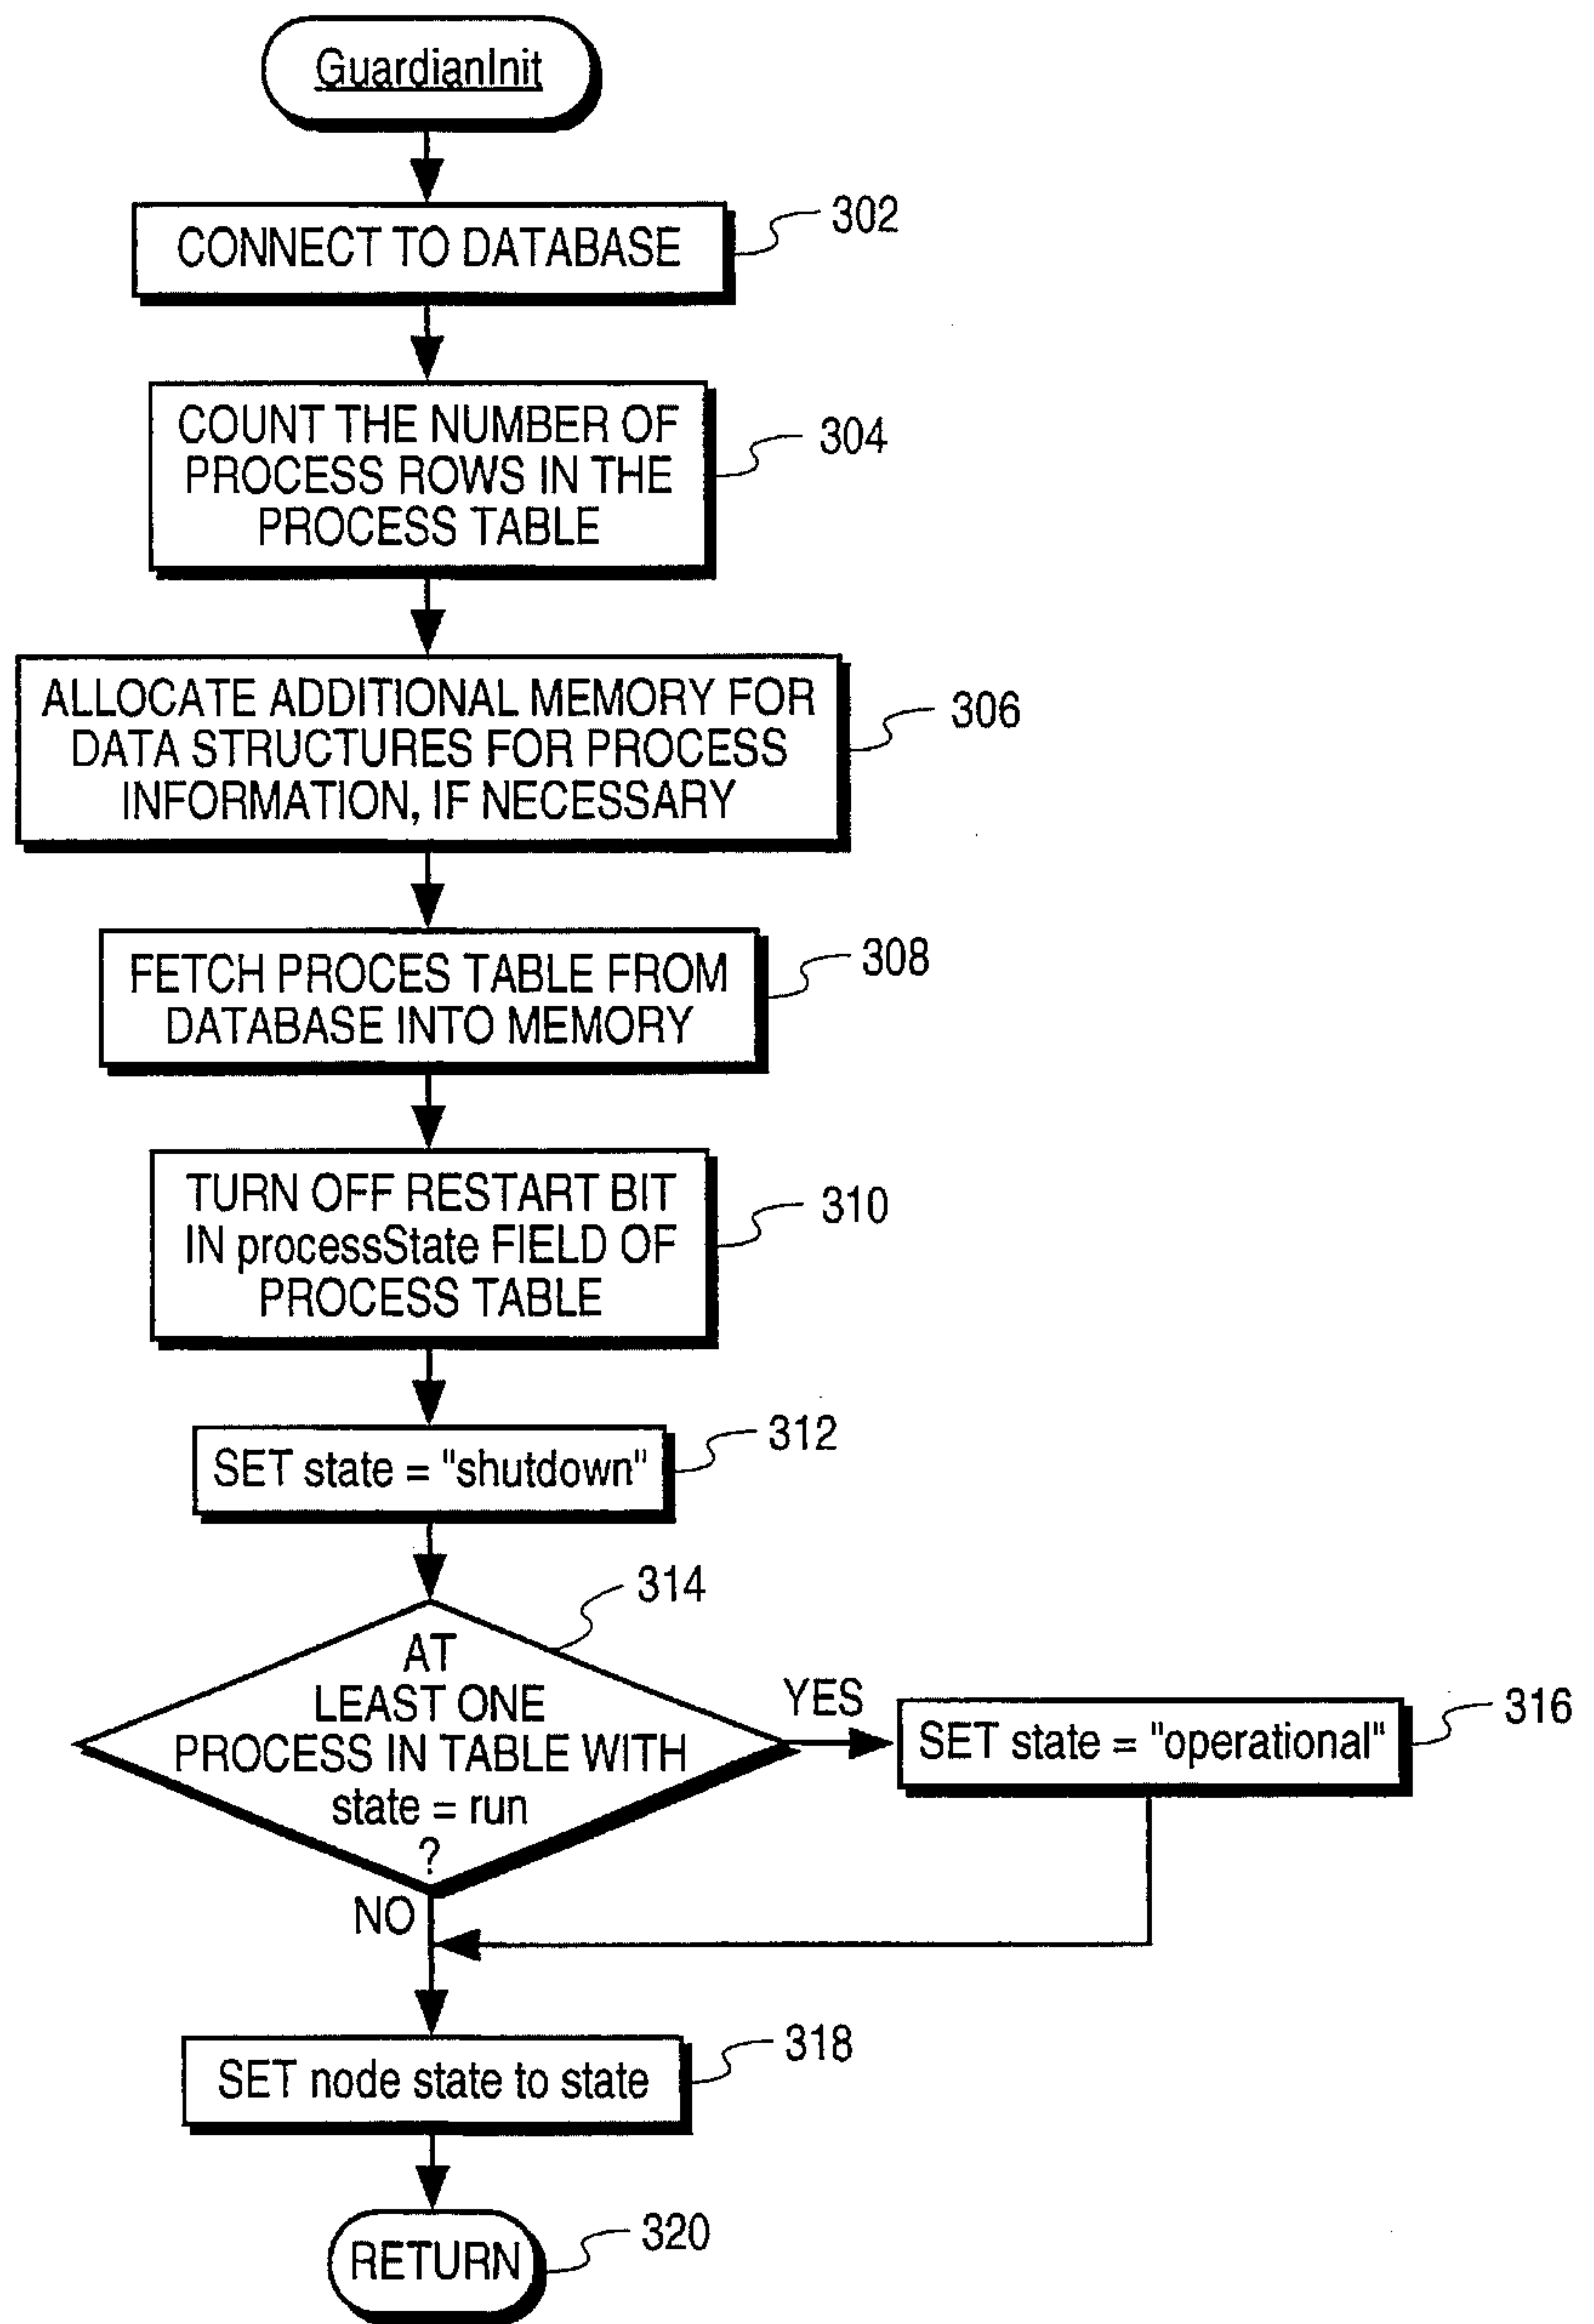 GuardianInit
CONNECT TO DATABASE
302
COUNT THE NUMBER OF
PROCESS ROWS IN THE
PROCESS TABLE
304
ALLOCATE ADDITIONAL MEMORY FOR
DATA STRUCTURES FOR PROCESS
INFORMATION, IF NECESSARY
306
FETCH PROCES TABLE FROM
DATABASE INTO MEMORY
308
TURN OFF RESTART BIT
IN processState FIELD OF
PROCESS TABLE
310
SET state = "shutdown"
312
314
AT
LEAST ONE
PROCESS IN TABLE WITH
state = run
?
YES
SET state = "operational"
316
NO
SET node state to state
318
RETURN
320